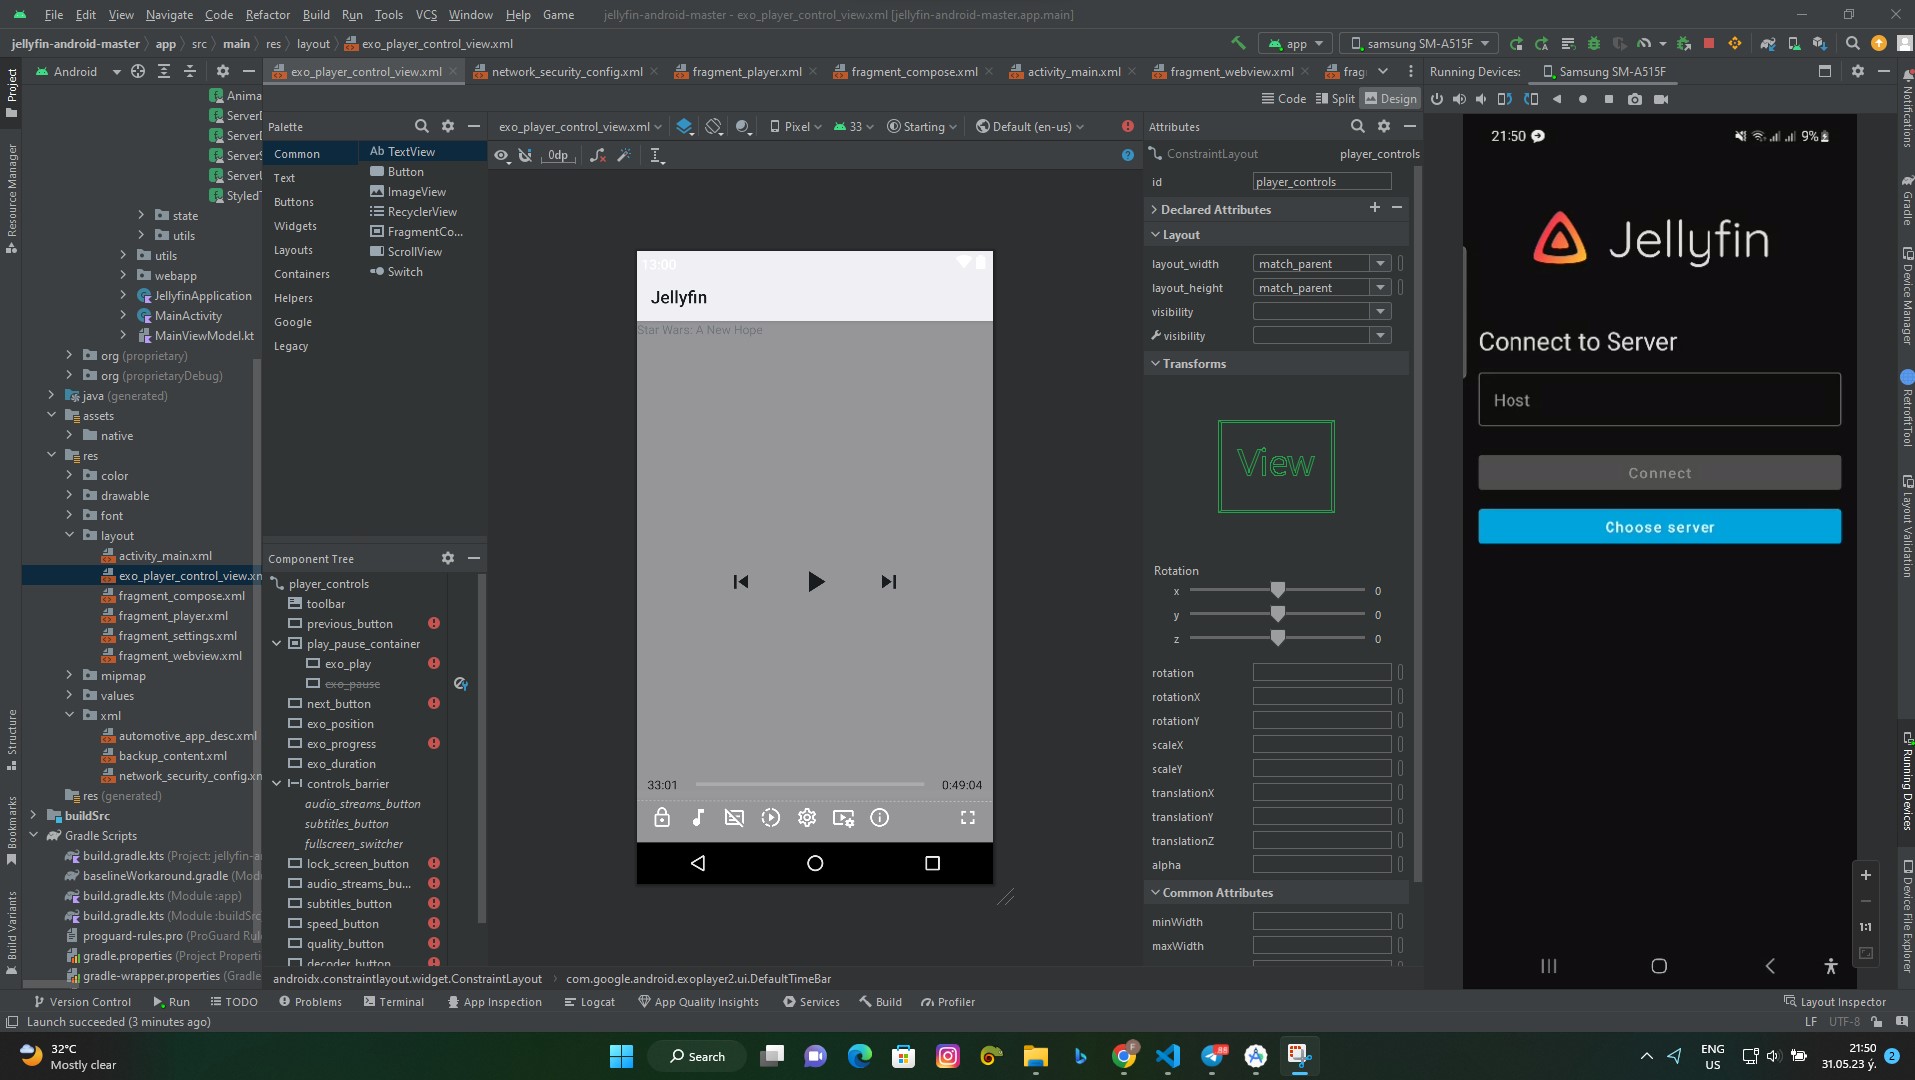 File Edit View Navigate Code Refactor Build Run Tools VCS Window Help Game jellyfin-android-master - exo_player_control_view.xml [jellyfin-android-master.app.main]
jellyfin-android-master app src main res layout exo_player_control_view.xml app samsung SM-A515F
Android
exo_player_control_view.xml network_security_config.xml fragment_player.xml fragment_compose.xml activity_main.xml fragment_webview.xml frag
Running Devices: Samsung SM-A515F
Code Split Design
Project
Resource Manager
Structure
Bookmarks
Build Variants
Anima
ServerD
ServerD
ServerS
ServerU
StyledT
state
utils
utils
webapp
JellyfinApplication
MainActivity
MainViewModel.kt
org (proprietary)
org (proprietaryDebug)
java (generated)
assets
native
res
color
drawable
font
layout
activity_main.xml
exo_player_control_view.xn
fragment_compose.xml
fragment_player.xml
fragment_settings.xml
fragment_webview.xml
mipmap
values
xml
automotive_app_desc.xml
backup_content.xml
network_security_config.xn
res (generated)
buildSrc
Gradle Scripts
build.gradle.kts (Project: jellyfin-a
baselineWorkaround.gradle (Mod
build.gradle.kts (Module :app)
build.gradle.kts (Module :buildSrc
proguard-rules.pro (ProGuard Rul
gradle.properties (Project Properti
gradle-wrapper.properties (Gradle
Palette
Common
Text
Buttons
Widgets
Layouts
Containers
Helpers
Google
Legacy
Ab TextView
Button
ImageView
RecyclerView
FragmentCo...
ScrollView
Switch
Component Tree
player_controls
toolbar
previous_button
play_pause_container
exo_play
exo_pause
next_button
exo_position
exo_progress
exo_duration
controls_barrier
audio_streams_button
subtitles_button
fullscreen_switcher
lock_screen_button
audio_streams_bu...
subtitles_button
speed_button
quality_button
decoder_button
exo_player_control_view.xml Pixel 33 Starting Default (en-us)
0dp
13:00
Jellyfin
Star Wars: A New Hope
33:01 0:49:04
androidx.constraintlayout.widget.ConstraintLayout com.google.android.exoplayer2.ui.DefaultTimeBar
Attributes
ConstraintLayout player_controls
id player_controls
Declared Attributes
Layout
layout_width match_parent
layout_height match_parent
visibility
visibility
Transforms
View
Rotation
x 0
y 0
z 0
rotation
rotationX
rotationY
scaleX
scaleY
translationX
translationY
translationZ
alpha
Common Attributes
minWidth
maxWidth
21:50 9%
Jellyfin
Connect to Server
Host
Connect
Choose server
1:1
Notifications
Gradle
Device Manager
RetrofitTool
Layout Validation
Running Devices
Device File Explorer
Version Control Run TODO Problems Terminal App Inspection Logcat App Quality Insights Services Build Profiler Layout Inspector
Launch succeeded (3 minutes ago) LF UTF-8
32°C
Mostly clear
Search
F
88
ENG
US
21:50
31.05.23 ý.
2